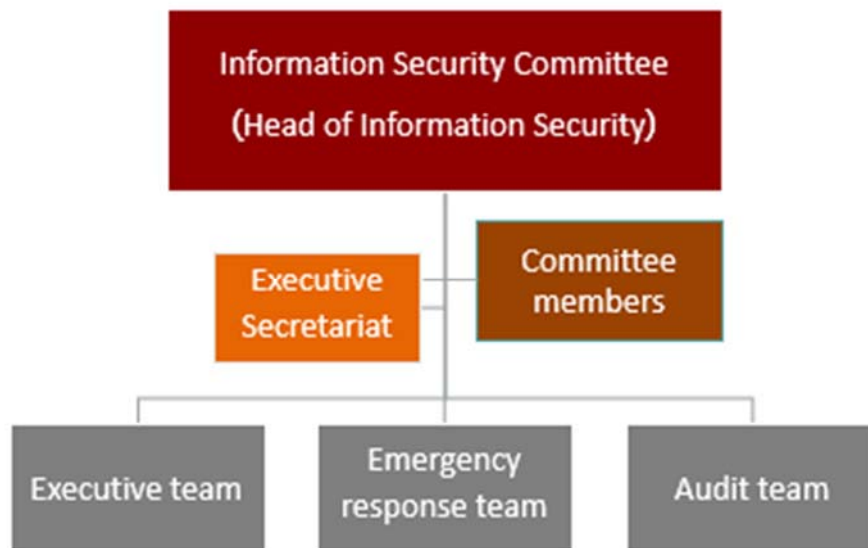 Information Security Committee
(Head of Information Security)
Executive
Secretariat
Committee
members
Executive team
Emergency
response team
Audit team